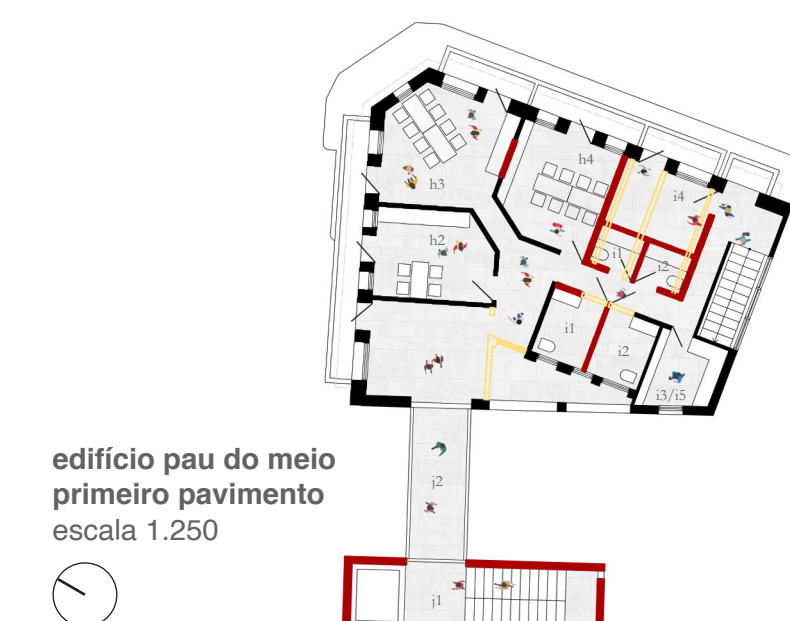 h4
h3
i4
h2
i1
i2
i1
i2
i3/i5
edifício pau do meio
primeiro pavimento
escala 1.250
j2
j1